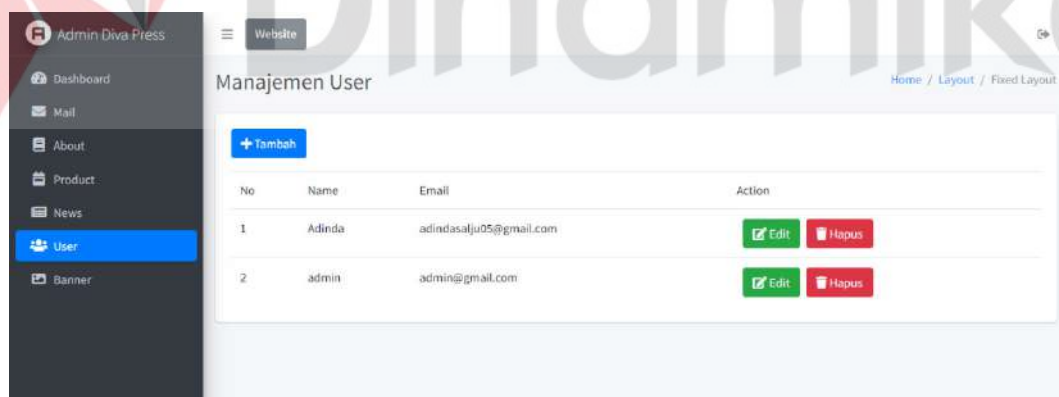 Dinamika
Admin Diva Press
Website
Dashboard
Manajemen User
Home / Layout / Fixed Layout
Mail
About
Tambah
Product
No Name Email Action
News
1 Adinda adindasalju05@gmail.com Edit Hapus
User
2 admin admin@gmail.com Edit Hapus
Banner